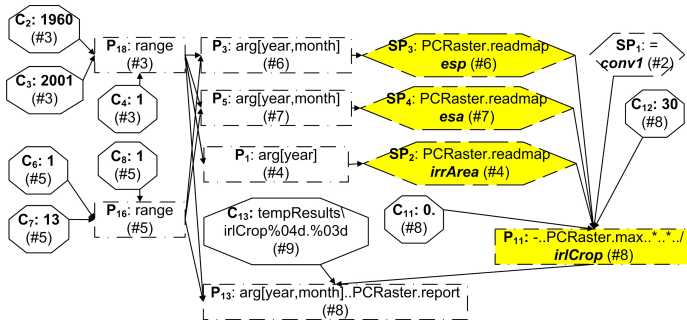 C2: 1960
(#3)
C3: 2001
(#3)
P18: range
(#3)
C4: 1
(#3)
P3: arg[year,month]
(#6)
SP3: PCRaster.readmap
esp (#6)
SP1: =
conv1 (#2)
P5: arg[year,month]
(#7)
SP4: PCRaster.readmap
esa (#7)
C12: 30
(#8)
C6: 1
(#5)
C8: 1
(#5)
P1: arg[year]
(#4)
SP2: PCRaster.readmap
irrArea (#4)
C7: 13
(#5)
P16: range
(#5)
C13: tempResults\
irlCrop%04d.%03d
(#9)
C11: 0.
(#8)
P11: -..PCRaster.max..*..*../
irlCrop (#8)
P13: arg[year,month]..PCRaster.report
(#8)